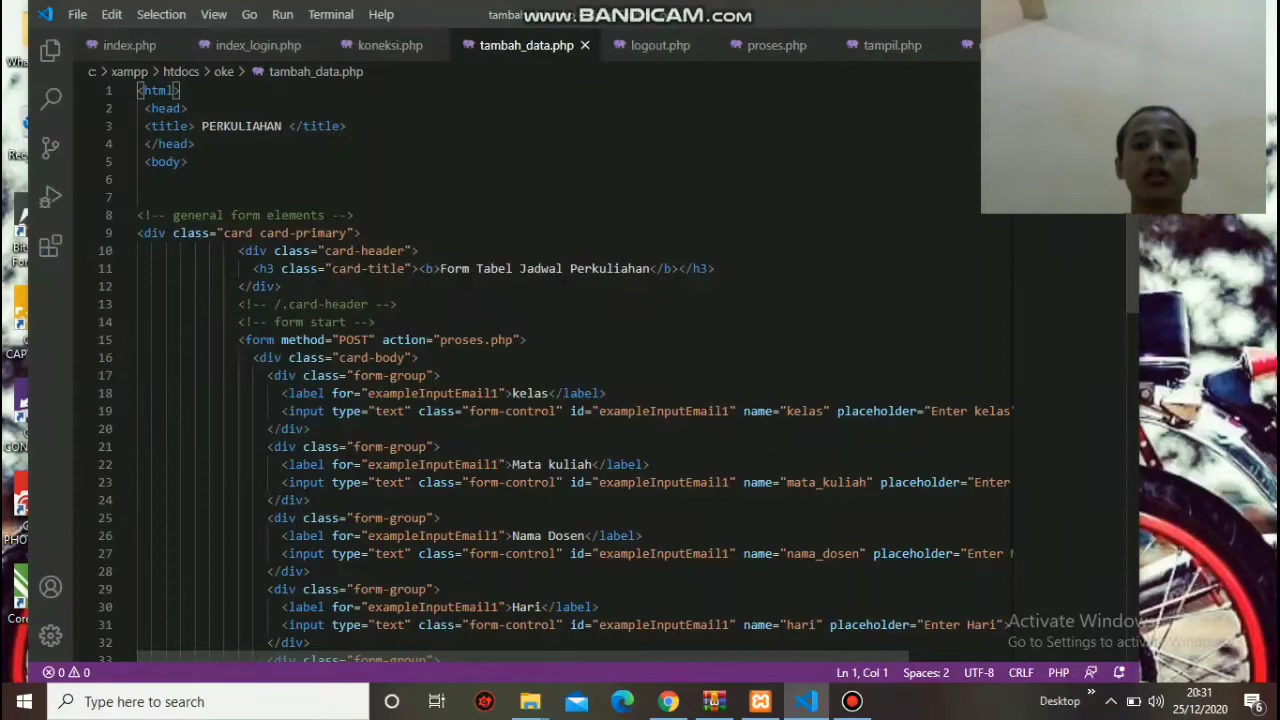 File Edit Selection View Go Run Terminal Help
www.BANDICAM.com
index.php index_login.php koneksi.php tambah_data.php logout.php proses.php tampil.php
c: > xampp > htdocs > oke > tambah_data.php
1 <html>
2 <head>
3 <title> PERKULIAHAN </title>
4 </head>
5 <body>
6
7
8 <!-- general form elements -->
9 <div class="card card-primary">
10 <div class="card-header">
11 <h3 class="card-title"><b>Form Tabel Jadwal Perkuliahan</b></h3>
12 </div>
13 <!-- /.card-header -->
14 <!-- form start -->
15 <form method="POST" action="proses.php">
16 <div class="card-body">
17 <div class="form-group">
18 <label for="exampleInputEmail1">kelas</label>
19 <input type="text" class="form-control" id="exampleInputEmail1" name="kelas" placeholder="Enter kelas"
20 </div>
21 <div class="form-group">
22 <label for="exampleInputEmail1">Mata kuliah</label>
23 <input type="text" class="form-control" id="exampleInputEmail1" name="mata_kuliah" placeholder="Enter
24 </div>
25 <div class="form-group">
26 <label for="exampleInputEmail1">Nama Dosen</label>
27 <input type="text" class="form-control" id="exampleInputEmail1" name="nama_dosen" placeholder="Enter
28 </div>
29 <div class="form-group">
30 <label for="exampleInputEmail1">Hari</label>
31 <input type="text" class="form-control" id="exampleInputEmail1" name="hari" placeholder="Enter Hari">
32 </div>
33 <div class="form-group">
Activate Windows
Go to Settings to activate Windows.
0 0 Ln 1, Col 1 Spaces: 2 UTF-8 CRLF PHP
Type here to search
Desktop
20:31
25/12/2020
6